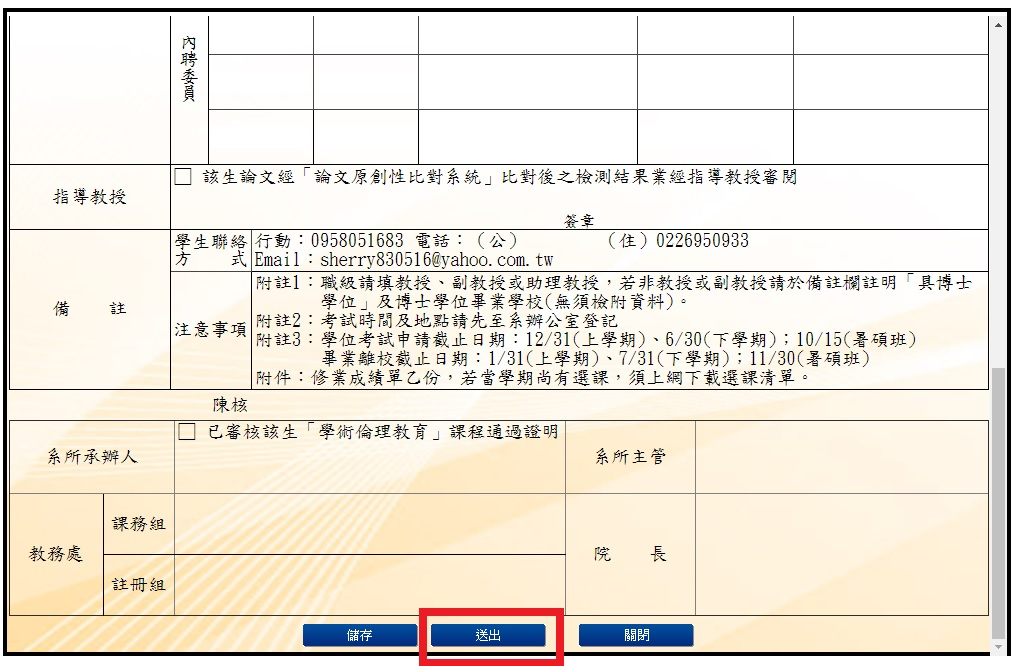 內聘委員
指導教授
□ 該生論文經「論文原創性比對系統」比對後之檢測結果業經指導教授審閱
簽章
備 註
學生聯絡方 式
行動：0958051683 電話：（公） （住）0226950933
Email：sherry830516@yahoo.com.tw
注意事項
附註1：職級請填教授、副教授或助理教授，若非教授或副教授請於備註欄註明「具博士
學位」及博士學位畢業學校(無須檢附資料)。
附註2：考試時間及地點請先至系辦公室登記
附註3：學位考試申請截止日期：12/31(上學期)、6/30(下學期)；10/15(暑碩班)
畢業離校截止日期：1/31(上學期)、7/31(下學期)；11/30(暑碩班)
附件：修業成績單乙份，若當學期尚有選課，須上網下載選課清單。
陳核
系所承辦人
□ 已審核該生「學術倫理教育」課程通過證明
系所主管
教務處
課務組
註冊組
院 長
儲存
送出
關閉